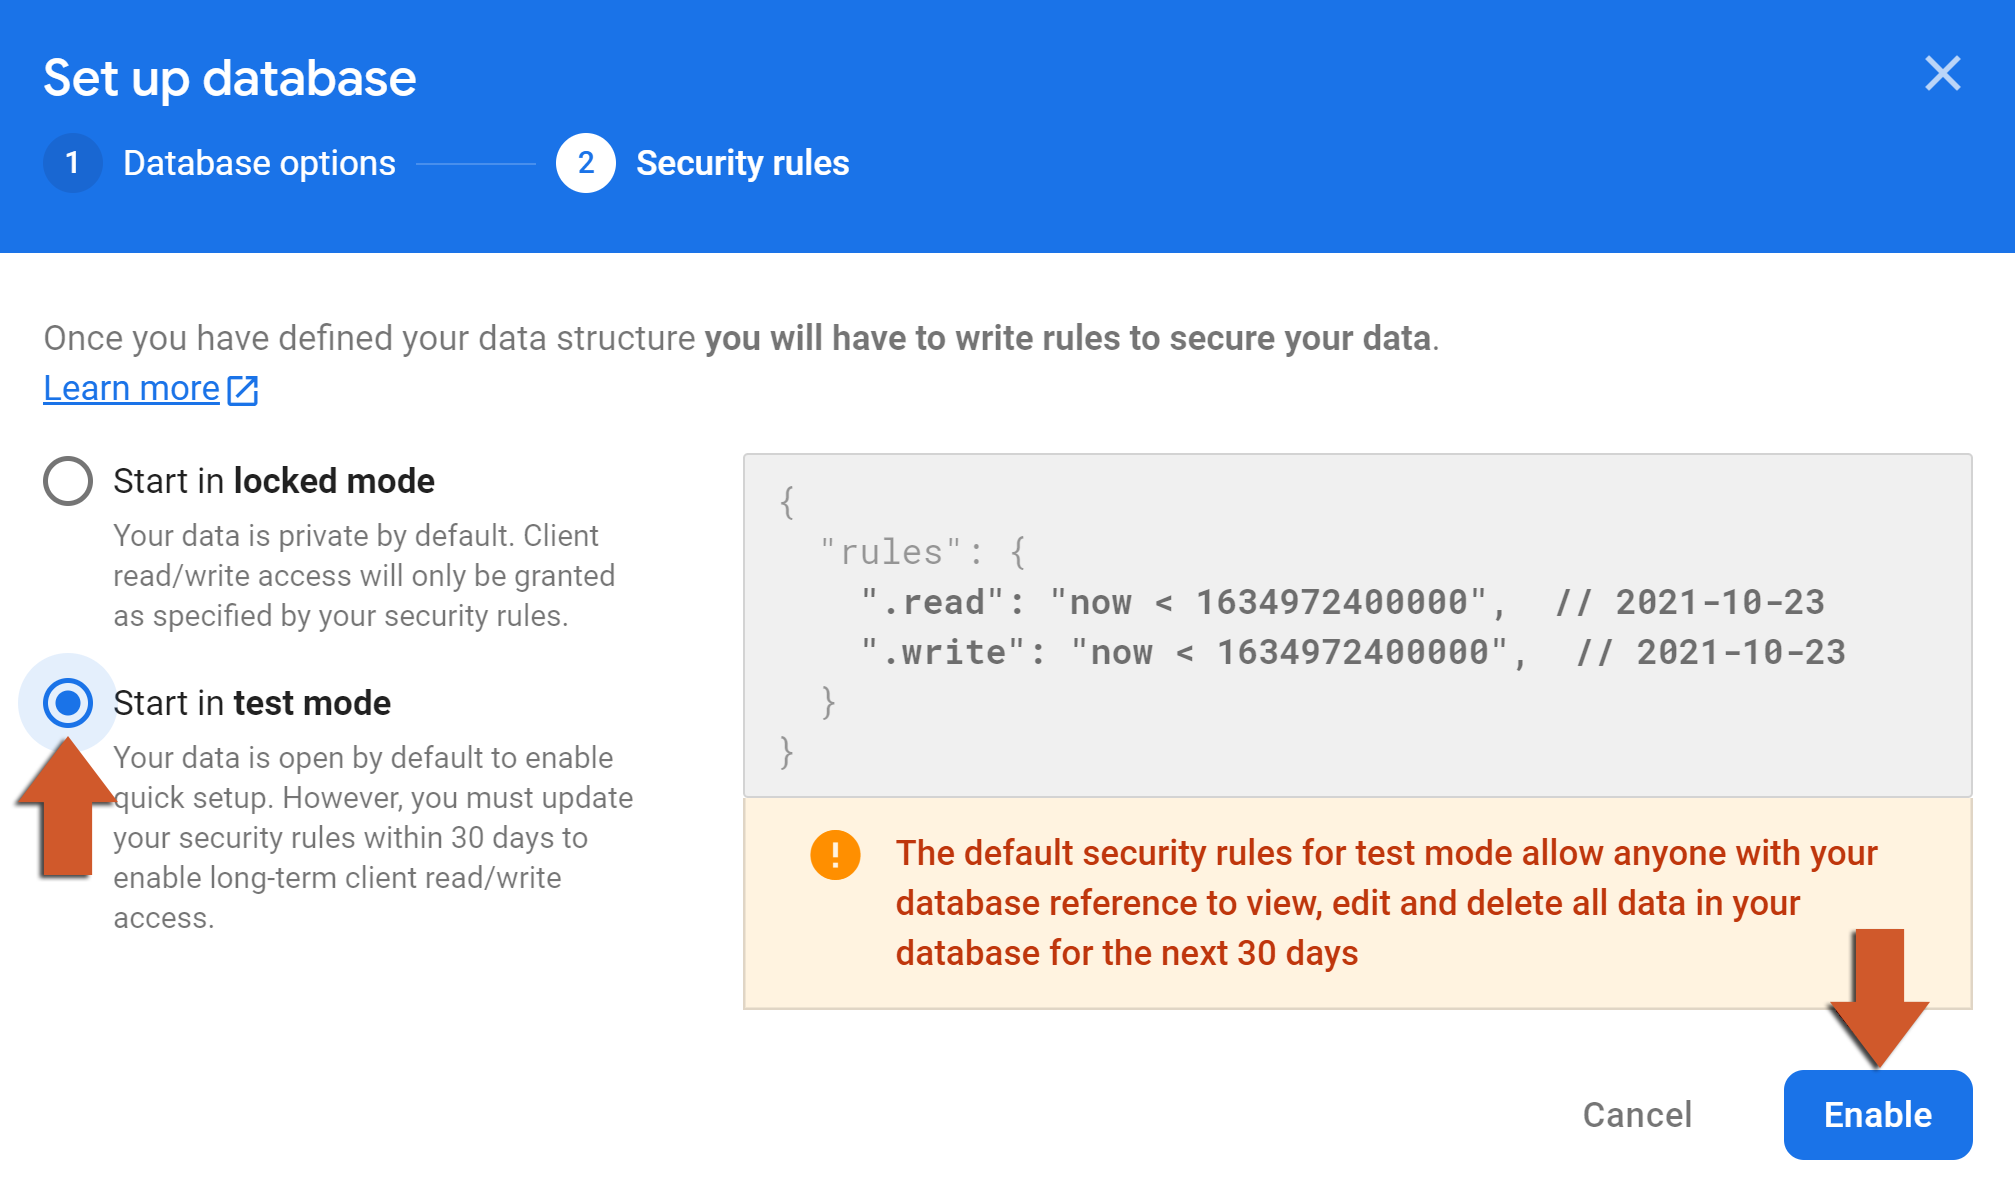 Set up database
1 Database options 2 Security rules
Once you have defined your data structure you will have to write rules to secure your data.
Learn more
Start in locked mode
Your data is private by default. Client
read/write access will only be granted
as specified by your security rules.
Start in test mode
Your data is open by default to enable
quick setup. However, you must update
your security rules within 30 days to
enable long-term client read/write
access.
{
"rules": {
".read": "now < 1634972400000", // 2021-10-23
".write": "now < 1634972400000", // 2021-10-23
}
}
The default security rules for test mode allow anyone with your
database reference to view, edit and delete all data in your
database for the next 30 days
Cancel Enable